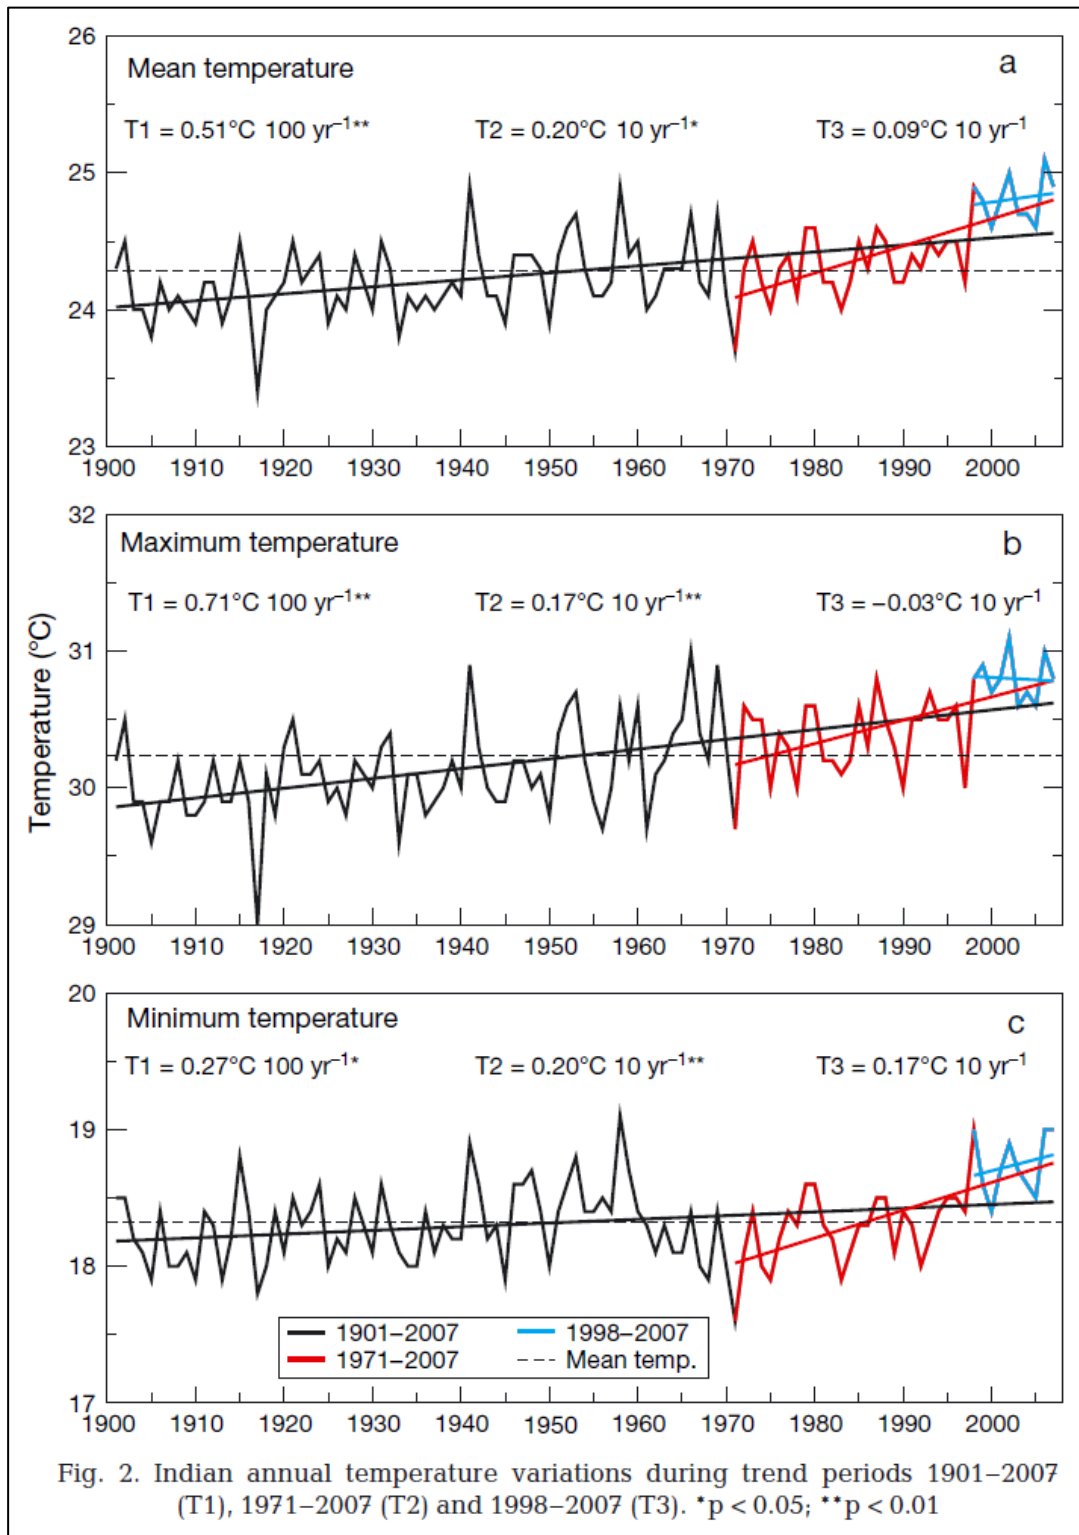 26
Mean temperature
a
T1 = 0.51°C 100 yr⁻¹** T2 = 0.20°C 10 yr⁻¹* T3 = 0.09°C 10 yr⁻¹
25
24
23
1900 1910 1920 1930 1940 1950 1960 1970 1980 1990 2000
32
Maximum temperature
b
T1 = 0.71°C 100 yr⁻¹** T2 = 0.17°C 10 yr⁻¹** T3 = −0.03°C 10 yr⁻¹
31
30
29
1900 1910 1920 1930 1940 1950 1960 1970 1980 1990 2000
Temperature (°C)
20
Minimum temperature
c
T1 = 0.27°C 100 yr⁻¹* T2 = 0.20°C 10 yr⁻¹** T3 = 0.17°C 10 yr⁻¹
19
18
17
1901–2007 1998–2007
1971–2007 Mean temp.
1900 1910 1920 1930 1940 1950 1960 1970 1980 1990 2000
Fig. 2. Indian annual temperature variations during trend periods 1901–2007
(T1), 1971–2007 (T2) and 1998–2007 (T3). *p < 0.05; **p < 0.01